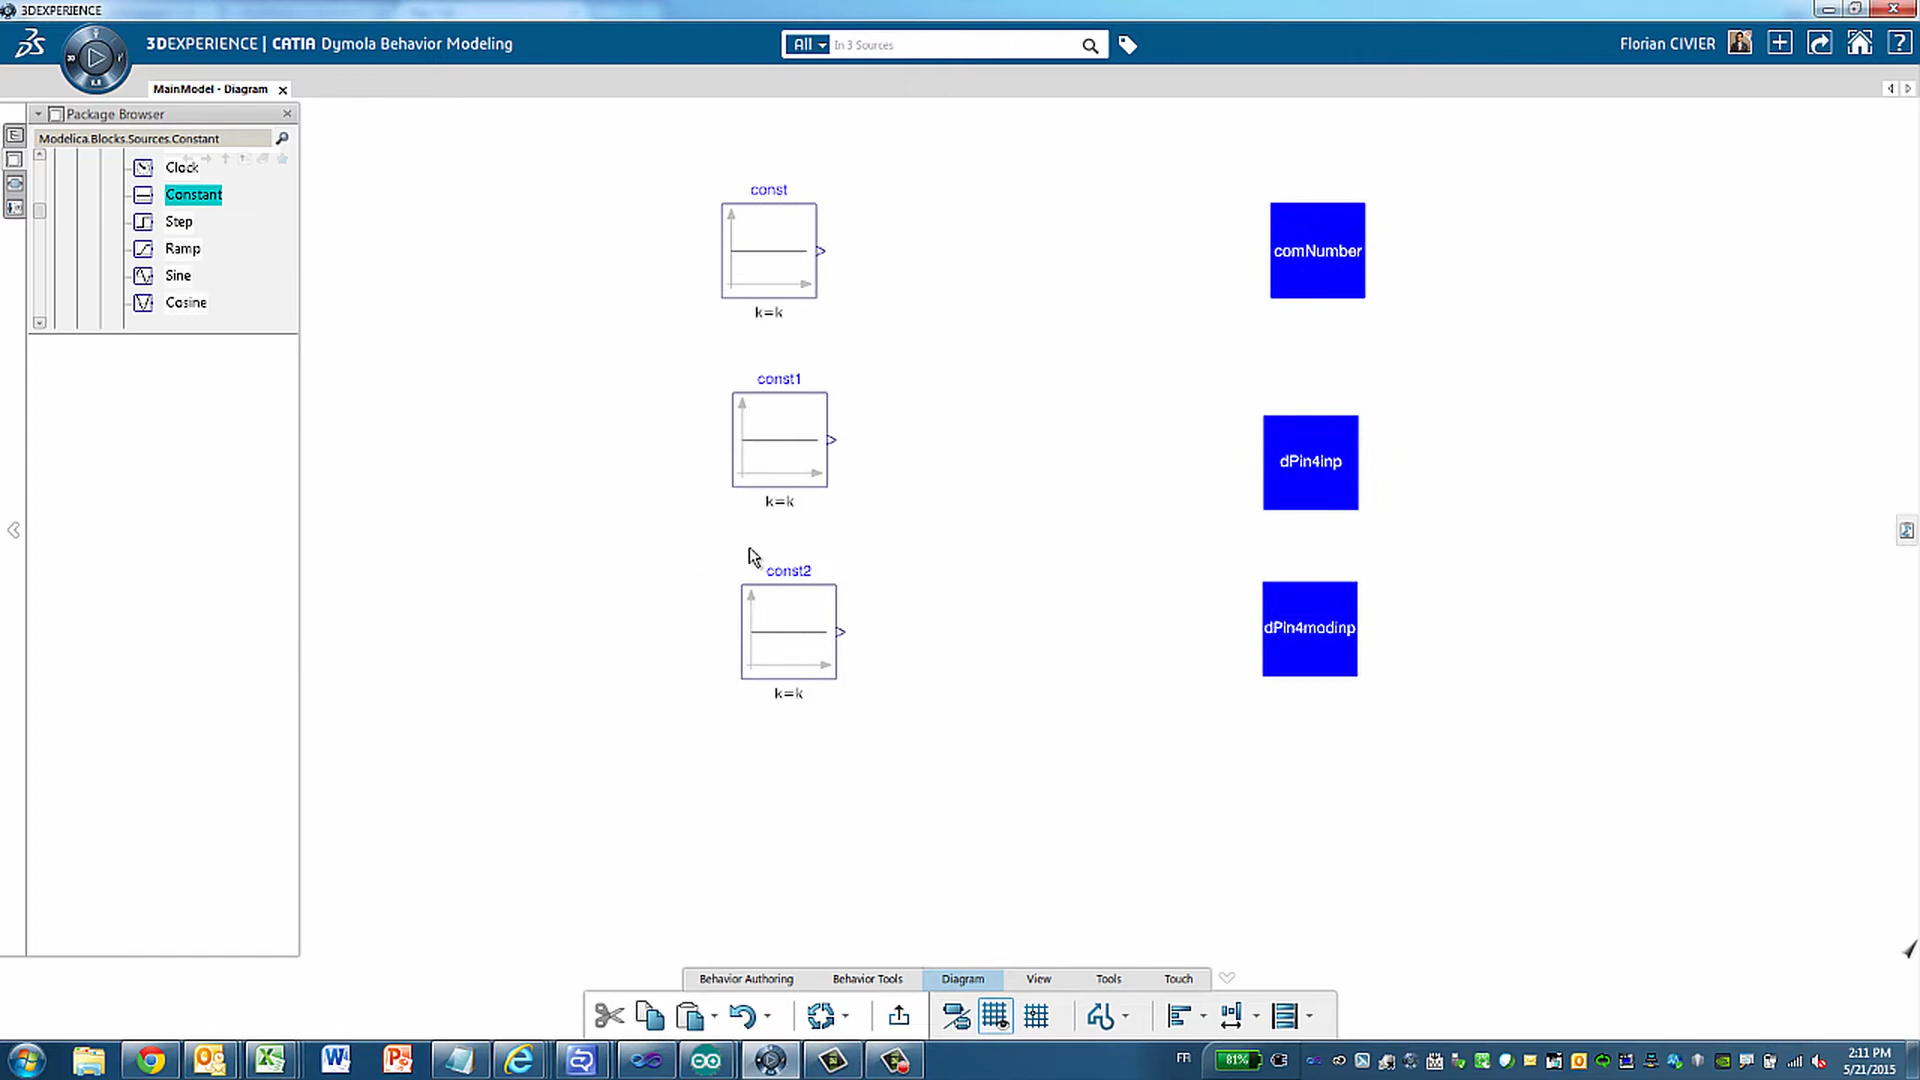 3DEXPERIENCE
3DEXPERIENCE | CATIA Dymola Behavior Modeling
All
In 3 Sources
Florian CIVIER
MainModel - Diagram
Package Browser
Modelica.Blocks.Sources.Constant
Clock
Constant
Step
Ramp
Sine
Cosine
const
k=k
const1
k=k
const2
k=k
comNumber
dPin4inp
dPin4modinp
Behavior Authoring
Behavior Tools
Diagram
View
Tools
Touch
FR
81%
2:11 PM
5/21/2015